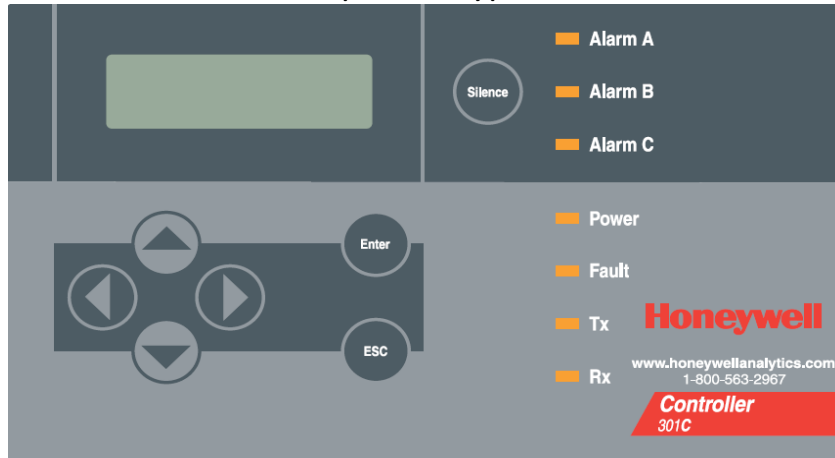 Silence
Alarm A
Alarm B
Alarm C
Enter
ESC
Power
Fault
Tx
Rx
Honeywell
www.honeywellanalytics.com
1-800-563-2967
Controller
301C